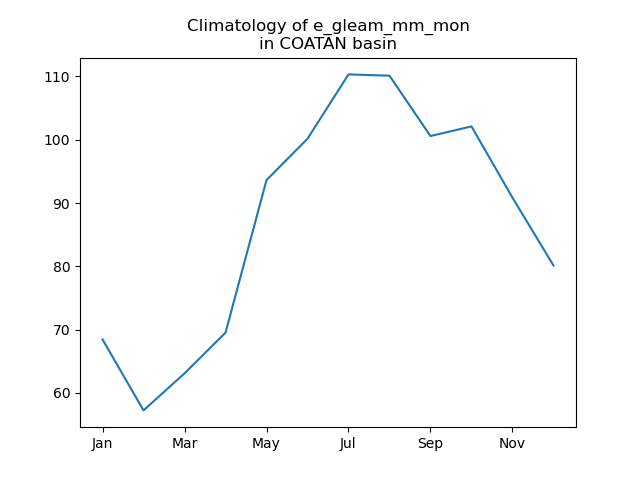 Climatology of e_gleam_mm_mon
in COATAN basin
110
100
90
80
70
60
Jan
Mar
May
Jul
Sep
Nov